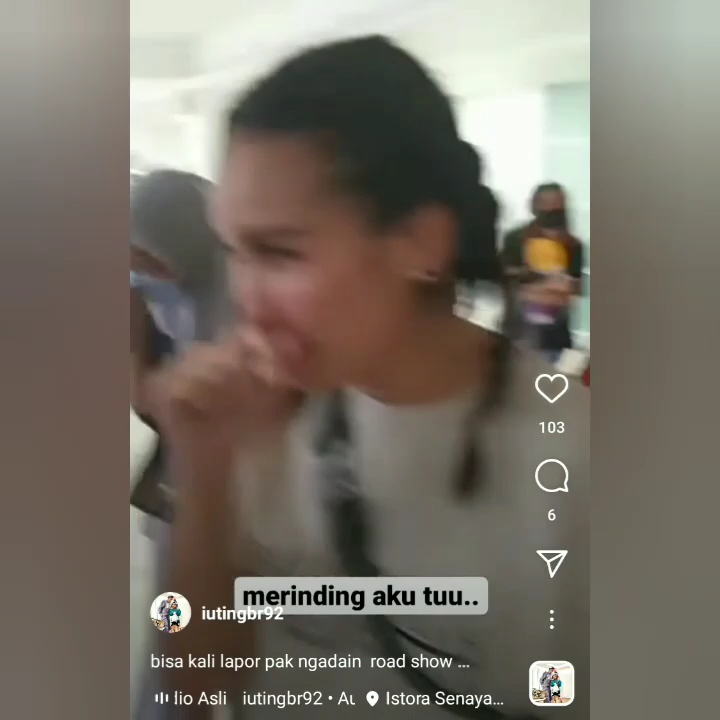 103
6
merinding aku tuu..
iutingbr92
bisa kali lapor pak ngadain road show ...
lio Asli iutingbr92 • Au Istora Senaya...